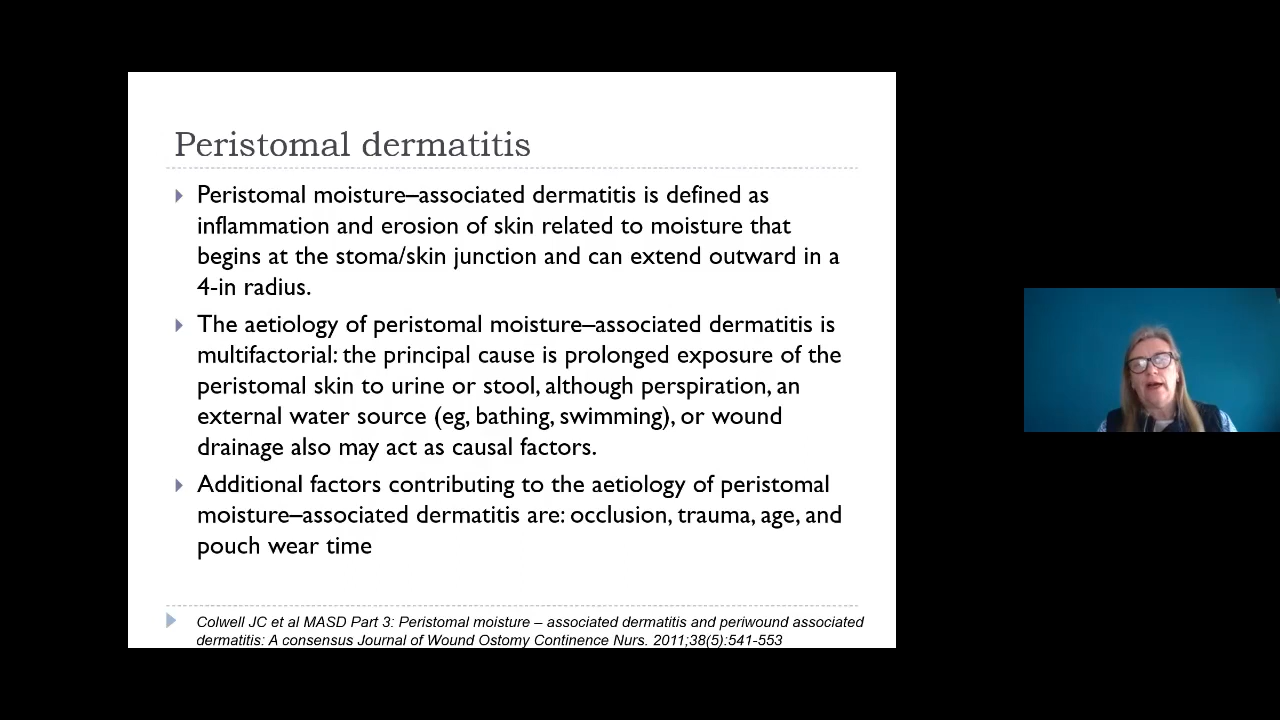 Peristomal dermatitis
Peristomal moisture–associated dermatitis is defined as
inflammation and erosion of skin related to moisture that
begins at the stoma/skin junction and can extend outward in a
4-in radius.
The aetiology of peristomal moisture–associated dermatitis is
multifactorial: the principal cause is prolonged exposure of the
peristomal skin to urine or stool, although perspiration, an
external water source (eg, bathing, swimming), or wound
drainage also may act as causal factors.
Additional factors contributing to the aetiology of peristomal
moisture–associated dermatitis are: occlusion, trauma, age, and
pouch wear time
Colwell JC et al MASD Part 3: Peristomal moisture – associated dermatitis and periwound associated
dermatitis: A consensus Journal of Wound Ostomy Continence Nurs. 2011;38(5):541-553